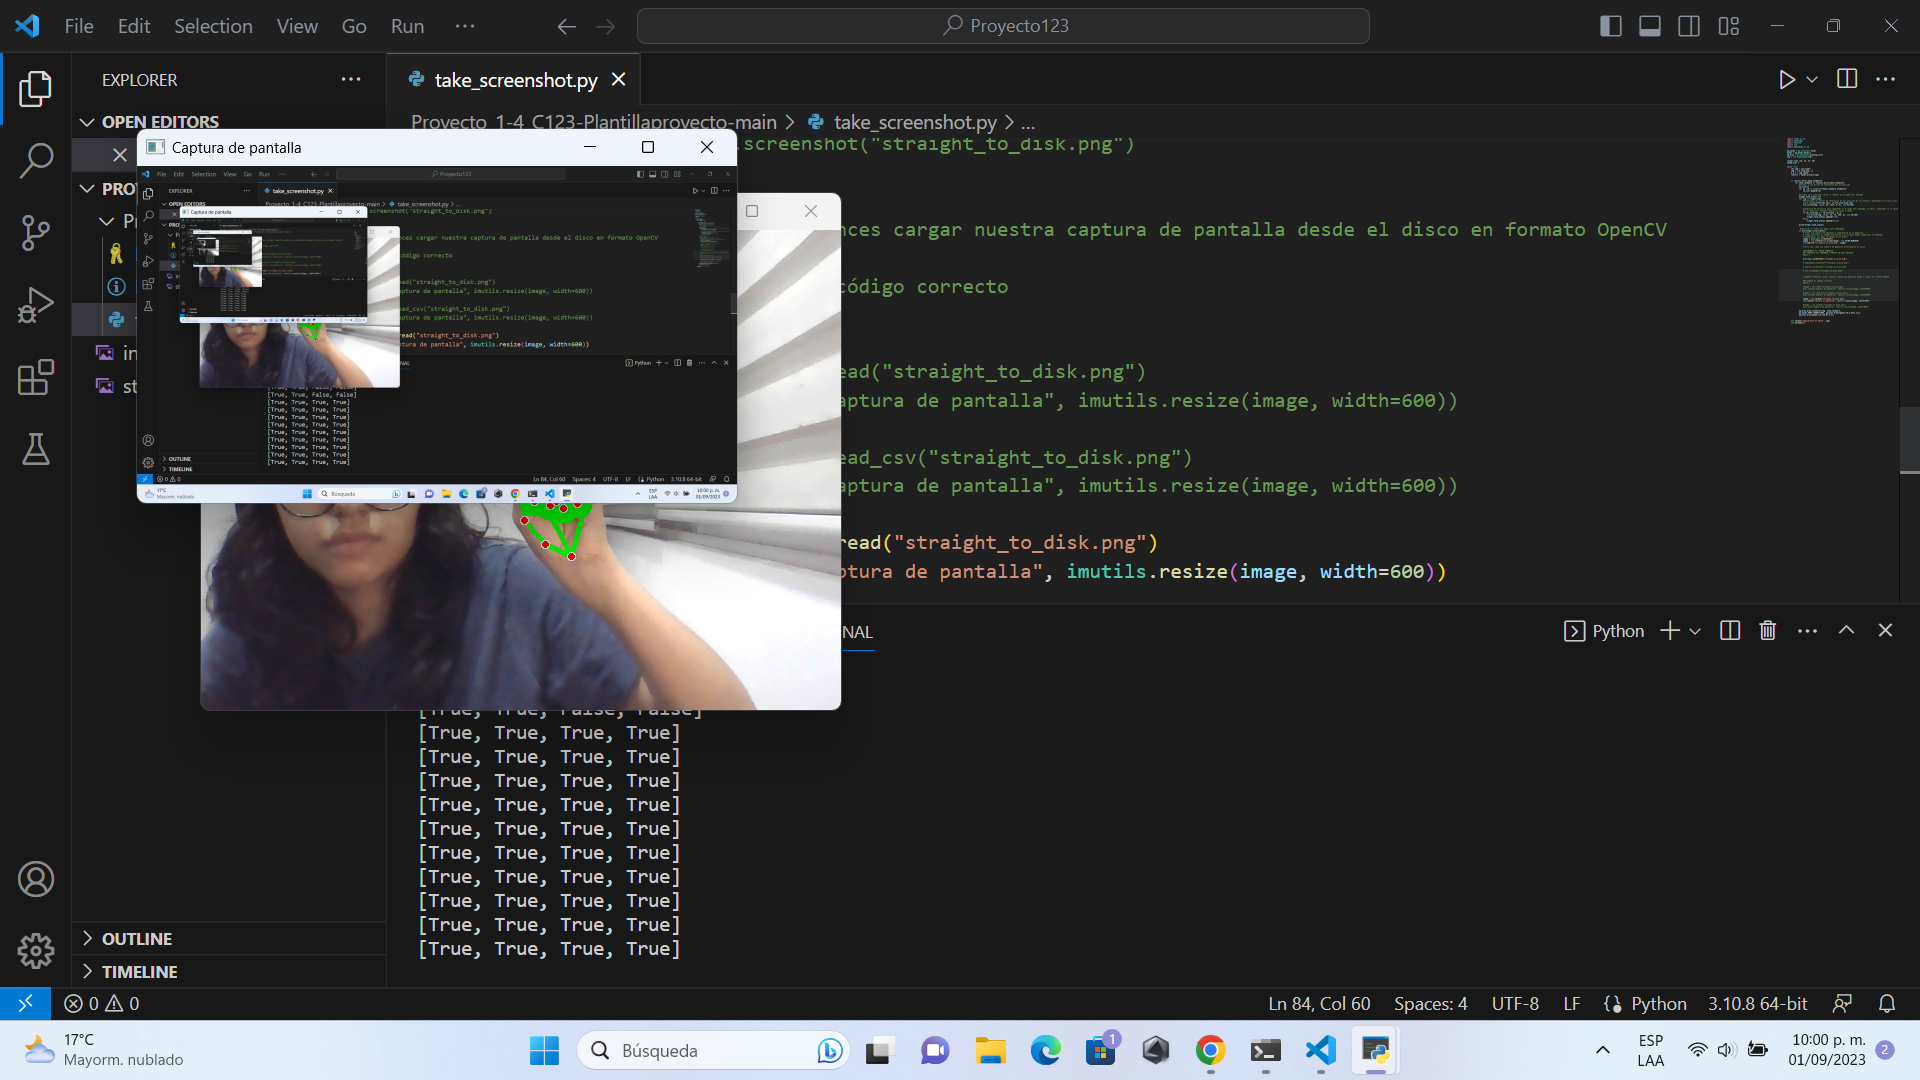 File Edit Selection View Go Run
Proyecto123
EXPLORER
take_screenshot.py
OPEN EDITORS
Proyecto_1-4_C123-Plantillaproyecto-main > take_screenshot.py > ...
Captura de pantalla
.screenshot("straight_to_disk.png")
nces cargar nuestra captura de pantalla desde el disco en formato OpenCV
código correcto
ead("straight_to_disk.png")
aptura de pantalla", imutils.resize(image, width=600))
ead_csv("straight_to_disk.png")
aptura de pantalla", imutils.resize(image, width=600))
read("straight_to_disk.png")
ptura de pantalla", imutils.resize(image, width=600))
NAL
Python
[True, True, False, False]
[True, True, True, True]
[True, True, True, True]
[True, True, True, True]
[True, True, True, True]
[True, True, True, True]
[True, True, True, True]
[True, True, True, True]
[True, True, True, True]
[True, True, True, True]
[True, True, True, True]
OUTLINE
TIMELINE
0 0
Ln 84, Col 60 Spaces: 4 UTF-8 LF Python 3.10.8 64-bit
17°C
Mayorm. nublado
Búsqueda
1
ESP
LAA
10:00 p. m.
01/09/2023
2